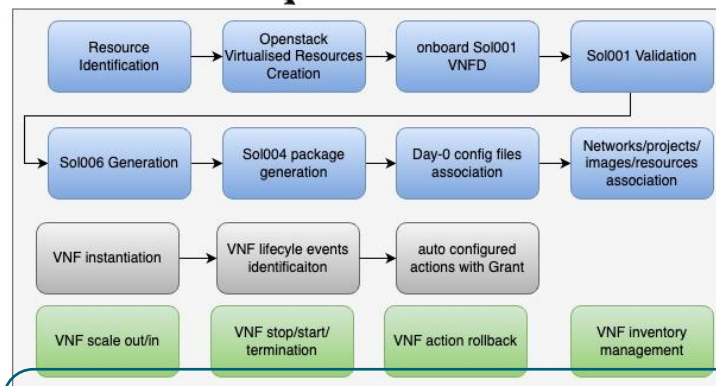 Resource
Identification
Openstack
Virtualised Resources
Creation
onboard Sol001
VNFD
Sol001 Validation
Sol006 Generation
Sol004 package
generation
Day-0 config files
association
Networks/projects/
images/resources
association
VNF instantiation
VNF lifecyle events
identificaiton
auto configured
actions with Grant
VNF scale out/in
VNF stop/start/
termination
VNF action rollback
VNF inventory
management